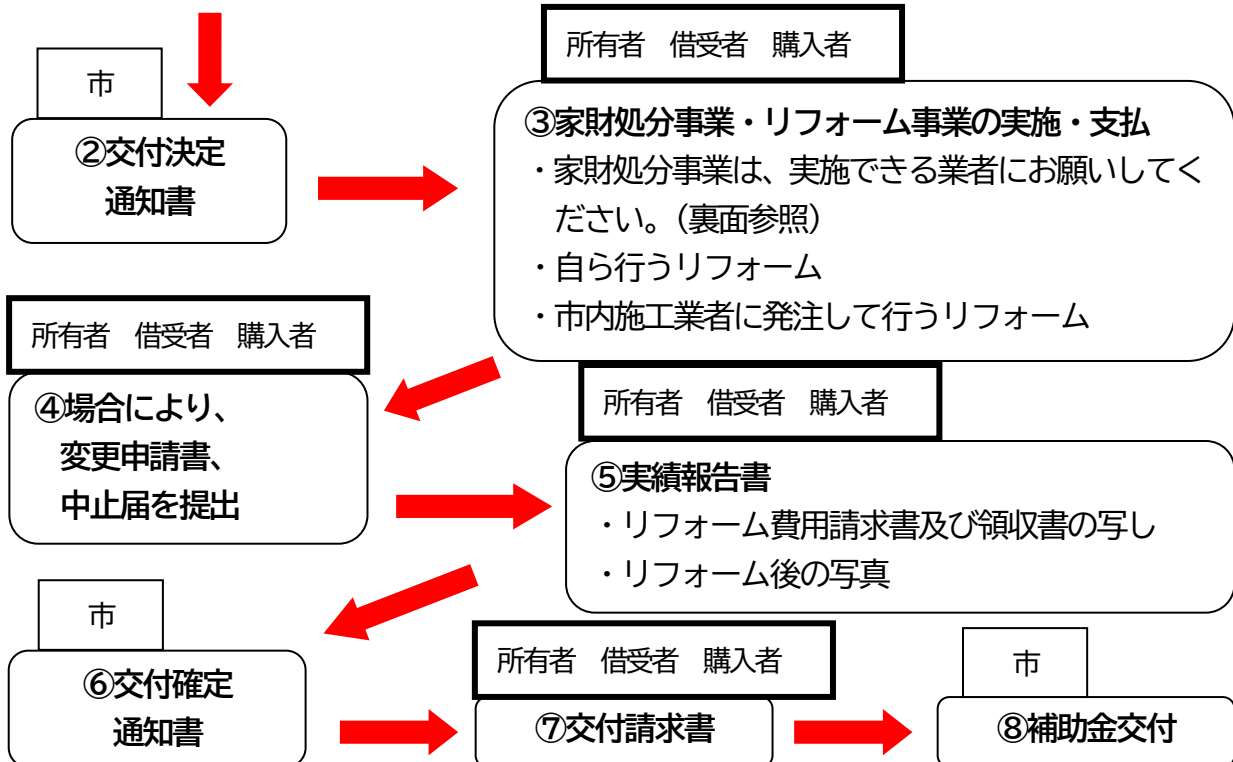 市
②交付決定
通知書
所有者　借受者　購入者
③家財処分事業・リフォーム事業の実施・支払
・家財処分事業は、実施できる業者にお願いしてく
ださい。（裏面参照）
・自ら行うリフォーム
・市内施工業者に発注して行うリフォーム
所有者　借受者　購入者
④場合により、
変更申請書、
中止届を提出
所有者　借受者　購入者
⑤実績報告書
・リフォーム費用請求書及び領収書の写し
・リフォーム後の写真
市
⑥交付確定
通知書
所有者　借受者　購入者
⑦交付請求書
市
⑧補助金交付